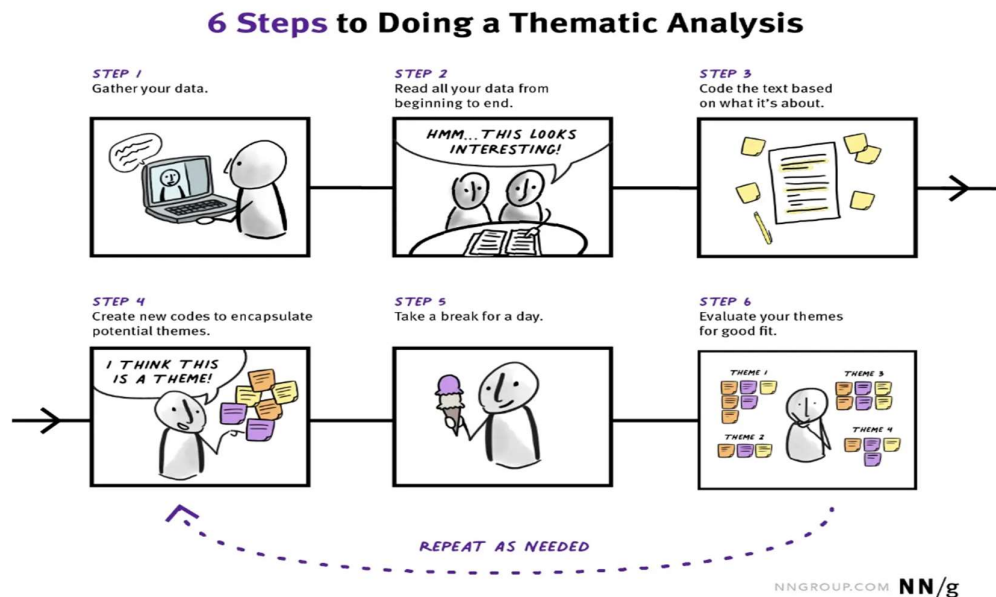 6 Steps to Doing a Thematic Analysis
STEP 1
Gather your data.
STEP 2
Read all your data from
beginning to end.
HMM... THIS LOOKS
INTERESTING!
STEP 3
Code the text based
on what it's about.
STEP 4
Create new codes to encapsulate
potential themes.
I THINK THIS
IS A THEME!
STEP 5
Take a break for a day.
STEP 6
Evaluate your themes
for good fit.
THEME 1
THEME 3
THEME 2
THEME 4
REPEAT AS NEEDED
NNGROUP.COM NN/g